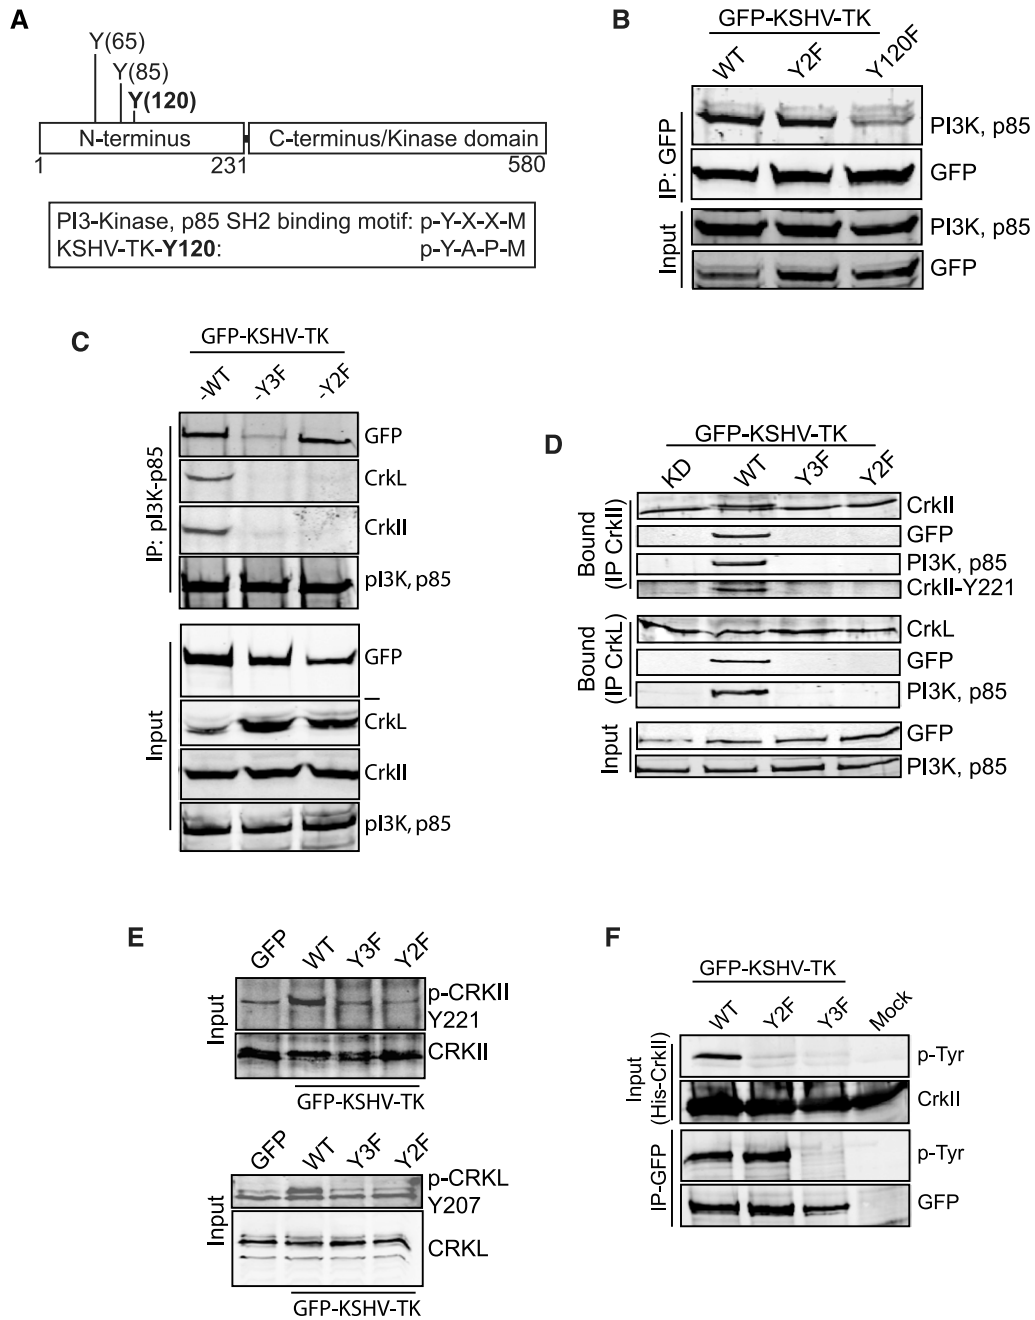 A
Y(65)
Y(85)
Y(120)
N-terminus
C-terminus/Kinase domain
1
231
580
PI3-Kinase, p85 SH2 binding motif: p-Y-X-X-M
KSHV-TK-Y120: p-Y-A-P-M
B
GFP-KSHV-TK
WT Y2F Y120F
IP: GFP
PI3K, p85
GFP
Input
PI3K, p85
GFP
C
GFP-KSHV-TK
-WT -Y3F -Y2F
IP: pI3K-p85
GFP
CrkL
CrkII
pI3K, p85
Input
GFP
CrkL
CrkII
pI3K, p85
D
GFP-KSHV-TK
KD WT Y3F Y2F
Bound
(IP CrkII)
CrkII
GFP
PI3K, p85
CrkII-Y221
Bound
(IP CrkL)
CrkL
GFP
PI3K, p85
Input
GFP
PI3K, p85
E
GFP WT Y3F Y2F
Input
p-CRKII
Y221
CRKII
GFP-KSHV-TK
GFP WT Y3F Y2F
Input
p-CRKL
Y207
CRKL
GFP-KSHV-TK
F
GFP-KSHV-TK
WT Y2F Y3F Mock
Input
(His-CrkII)
p-Tyr
CrkII
IP-GFP
p-Tyr
GFP